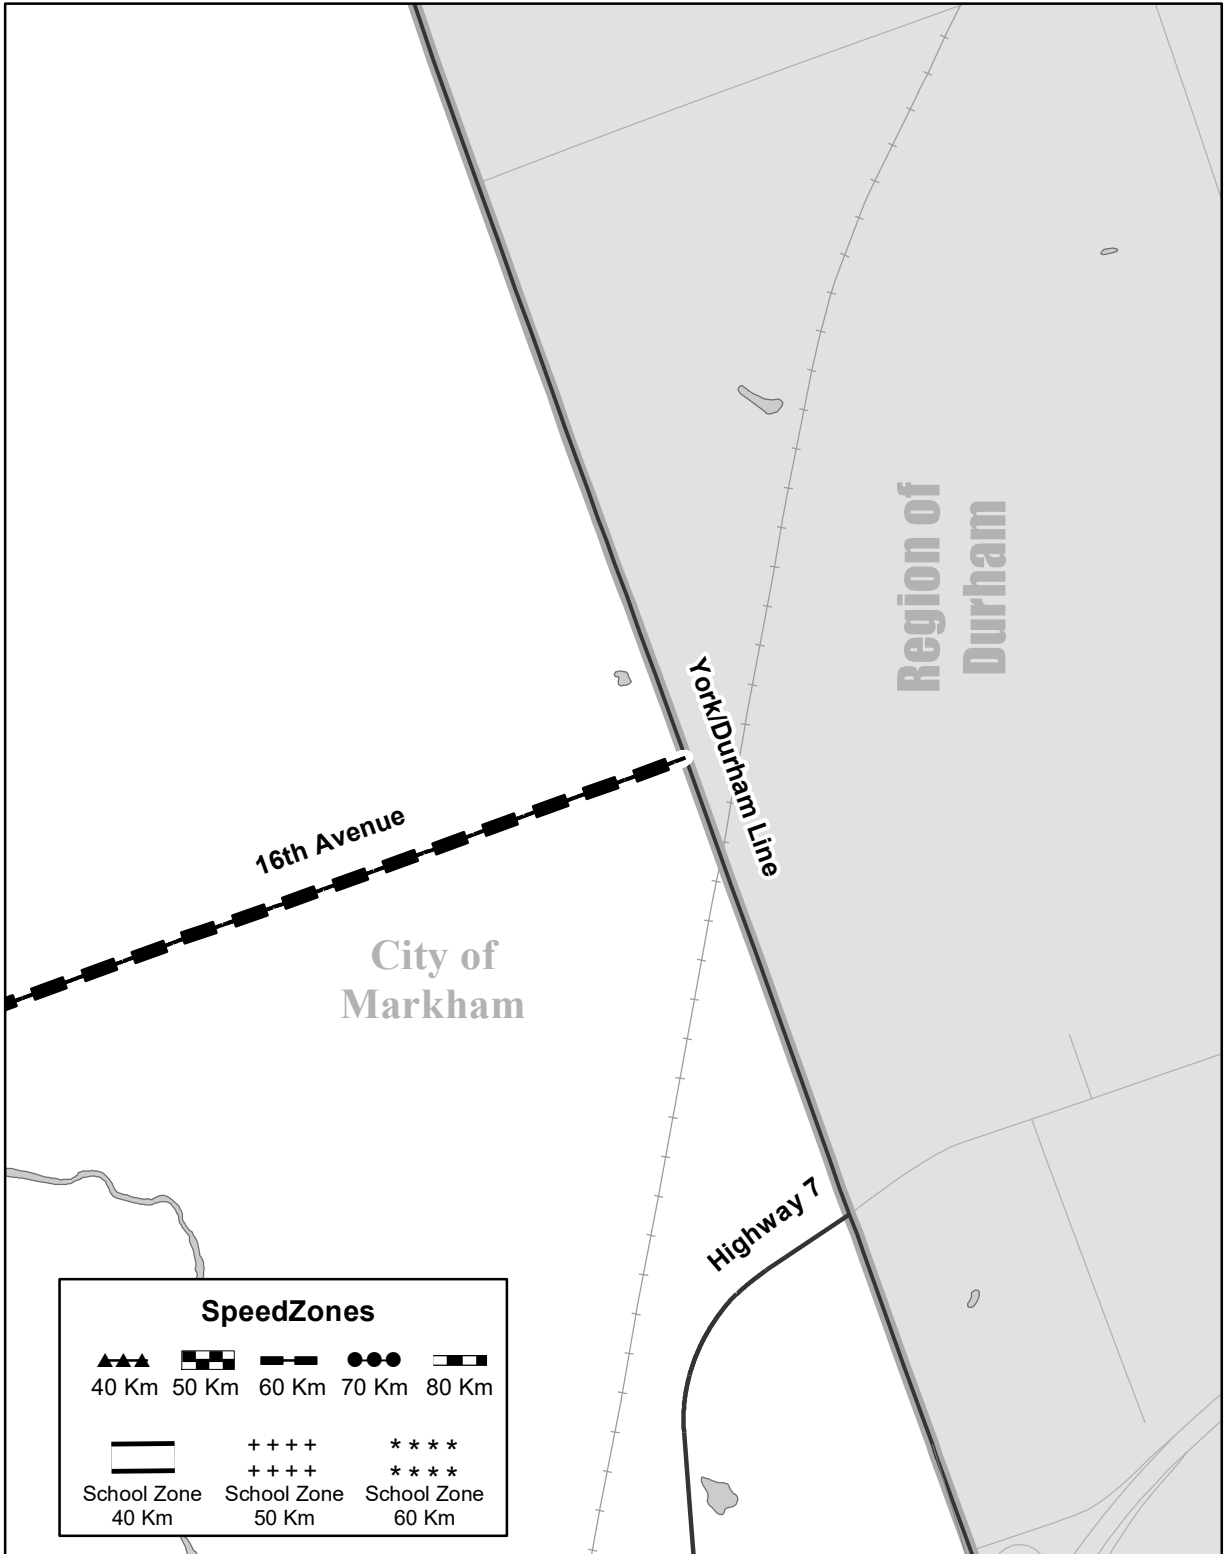 Region of
Durham
York/Durham Line
16th Avenue
City of
Markham
Highway 7
SpeedZones
40 Km 50 Km 60 Km 70 Km 80 Km
School Zone School Zone School Zone
40 Km 50 Km 60 Km